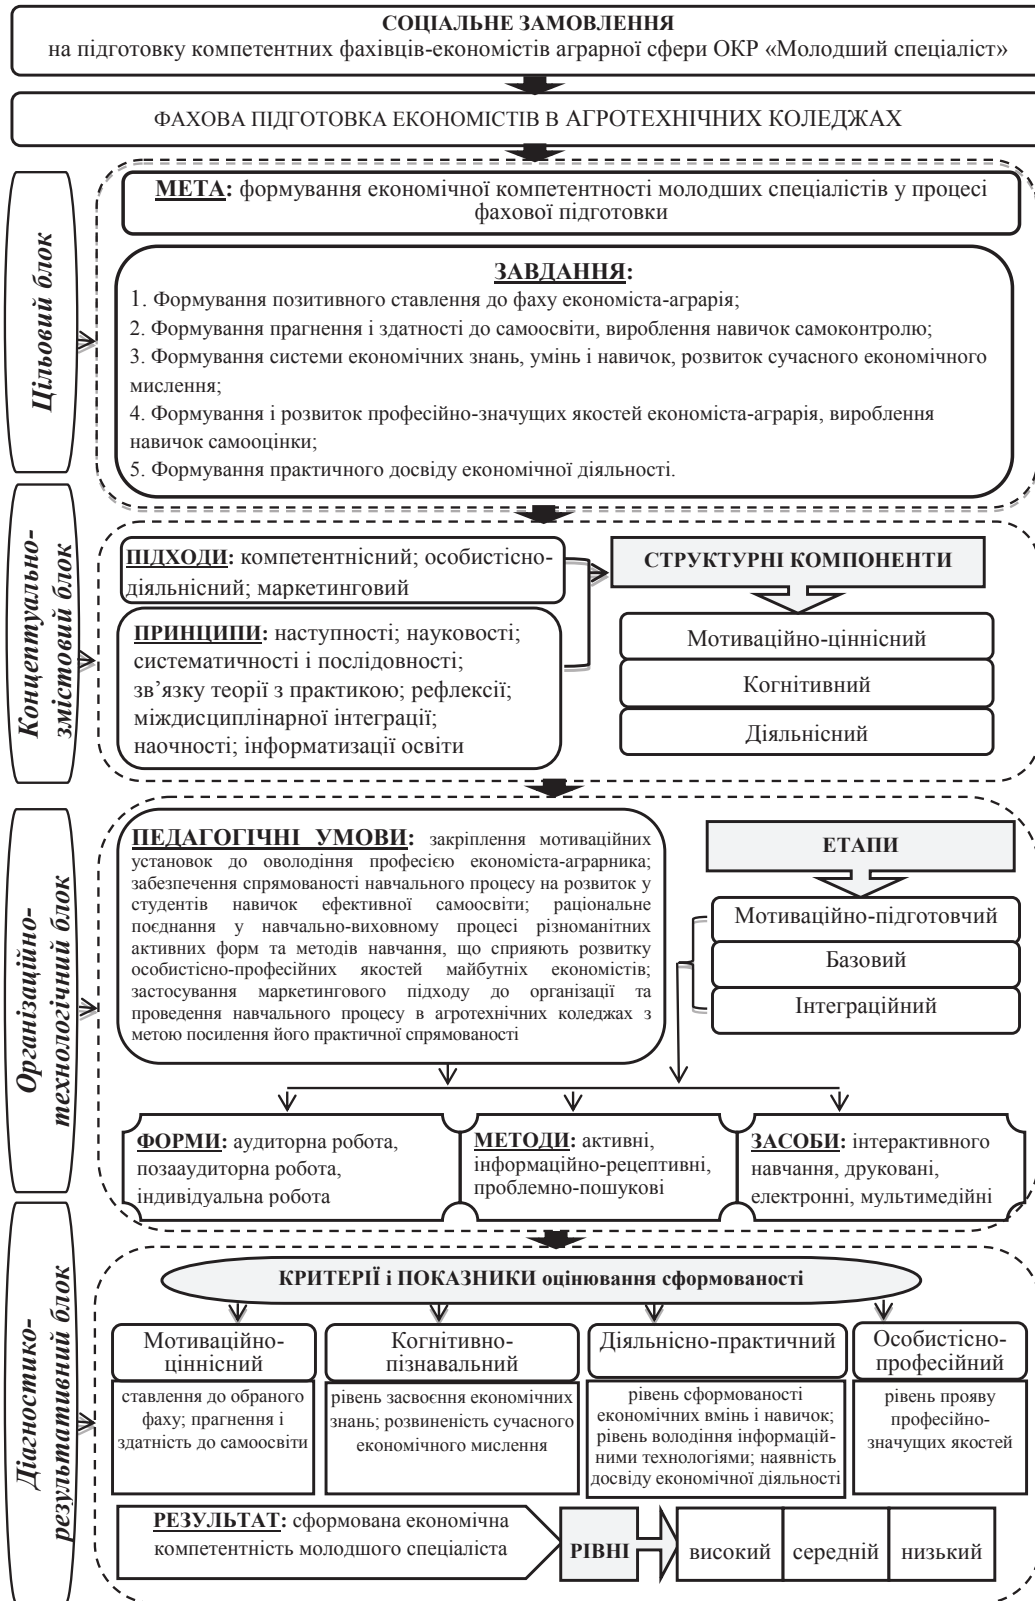 СОЦІАЛЬНЕ ЗАМОВЛЕННЯ
на підготовку компетентних фахівців-економістів аграрної сфери ОКР «Молодший спеціаліст»
ФАХОВА ПІДГОТОВКА ЕКОНОМІСТІВ В АГРОТЕХНІЧНИХ КОЛЕДЖАХ
Цільовий блок
МЕТА: формування економічної компетентності молодших спеціалістів у процесі
фахової підготовки
ЗАВДАННЯ:
1. Формування позитивного ставлення до фаху економіста-аграрія;
2. Формування прагнення і здатності до самоосвіти, вироблення навичок самоконтролю;
3. Формування системи економічних знань, умінь і навичок, розвиток сучасного економічного
мислення;
4. Формування і розвиток професійно-значущих якостей економіста-аграрія, вироблення
навичок самооцінки;
5. Формування практичного досвіду економічної діяльності.
Концептуально-
змістовий блок
ПІДХОДИ: компетентнісний; особистісно-
діяльнісний; маркетинговий
ПРИНЦИПИ: наступності; науковості;
систематичності і послідовності;
зв’язку теорії з практикою; рефлексії;
міждисциплінарної інтеграції;
наочності; інформатизації освіти
СТРУКТУРНІ КОМПОНЕНТИ
Мотиваційно-ціннісний
Когнітивний
Діяльнісний
Організаційно-
технологічний блок
ПЕДАГОГІЧНІ УМОВИ: закріплення мотиваційних
установок до оволодіння професією економіста-аграрника;
забезпечення спрямованості навчального процесу на розвиток у
студентів навичок ефективної самоосвіти; раціональне
поєднання у навчально-виховному процесі різноманітних
активних форм та методів навчання, що сприяють розвитку
особистісно-професійних якостей майбутніх економістів;
застосування маркетингового підходу до організації та
проведення навчального процесу в агротехнічних коледжах з
метою посилення його практичної спрямованості
ЕТАПИ
Мотиваційно-підготовчий
Базовий
Інтеграційний
ФОРМИ: аудиторна робота,
позааудиторна робота,
індивідуальна робота
МЕТОДИ: активні,
інформаційно-рецептивні,
проблемно-пошукові
ЗАСОБИ: інтерактивного
навчання, друковані,
електронні, мультимедійні
Діагностико-
результативний блок
КРИТЕРІЇ і ПОКАЗНИКИ оцінювання сформованості
Мотиваційно-
ціннісний
ставлення до обраного
фаху; прагнення і
здатність до самоосвіти
Когнітивно-
пізнавальний
рівень засвоєння економічних
знань; розвиненість сучасного
економічного мислення
Діяльнісно-практичний
рівень сформованості
економічних вмінь і навичок;
рівень володіння інформацій-
ними технологіями; наявність
досвіду економічної діяльності
Особистісно-
професійний
рівень прояву
професійно-
значущих якостей
РЕЗУЛЬТАТ: сформована економічна
компетентність молодшого спеціаліста
РІВНІ
високий
середній
низький